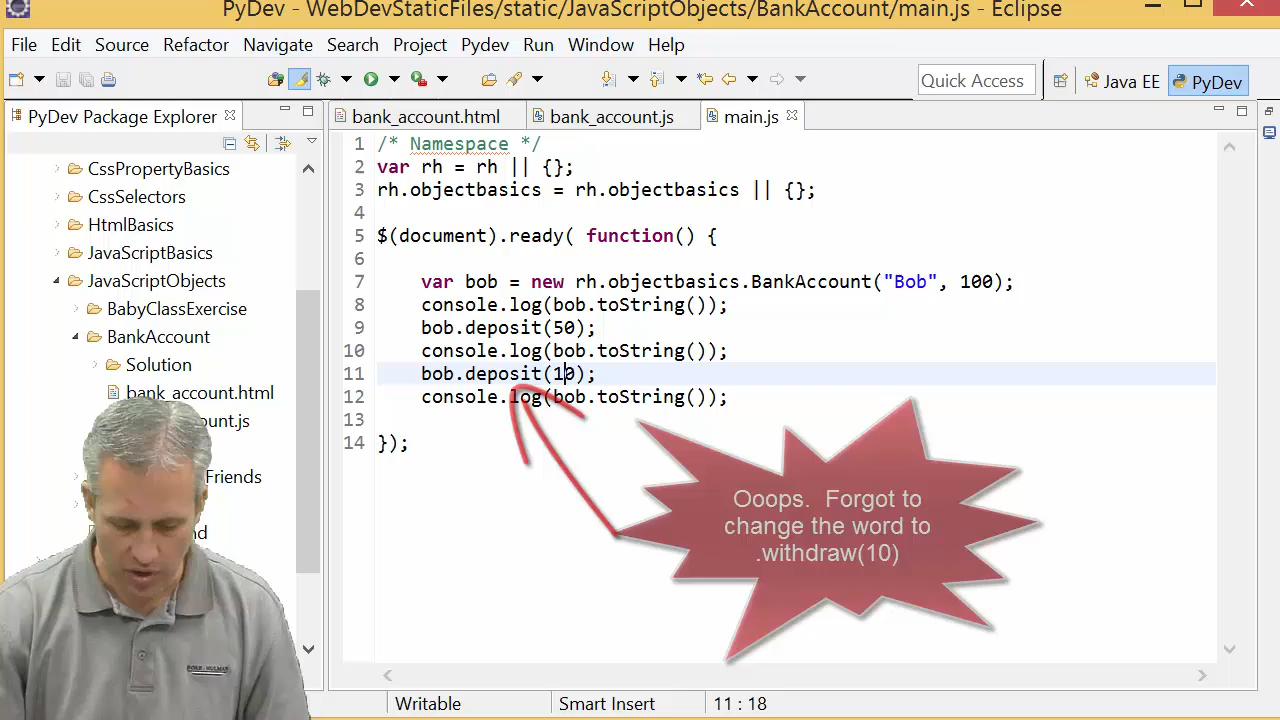 PyDev - WebDevStaticFiles/static/JavaScriptObjects/BankAccount/main.js - Eclipse
File Edit Source Refactor Navigate Search Project Pydev Run Window Help
Quick Access
Java EE
PyDev
PyDev Package Explorer
CssPropertyBasics
CssSelectors
HtmlBasics
JavaScriptBasics
JavaScriptObjects
BabyClassExercise
BankAccount
Solution
bank_account.html
ount.js
Friends
bank_account.html
bank_account.js
main.js
1 /* Namespace */
2 var rh = rh || {};
3 rh.objectbasics = rh.objectbasics || {};
4
5 $(document).ready( function() {
6
7 var bob = new rh.objectbasics.BankAccount("Bob", 100);
8 console.log(bob.toString());
9 bob.deposit(50);
10 console.log(bob.toString());
11 bob.deposit(10);
12 console.log(bob.toString());
13
14 });
Ooops. Forgot to
change the word to
.withdraw(10)
Writable
Smart Insert
11 : 18